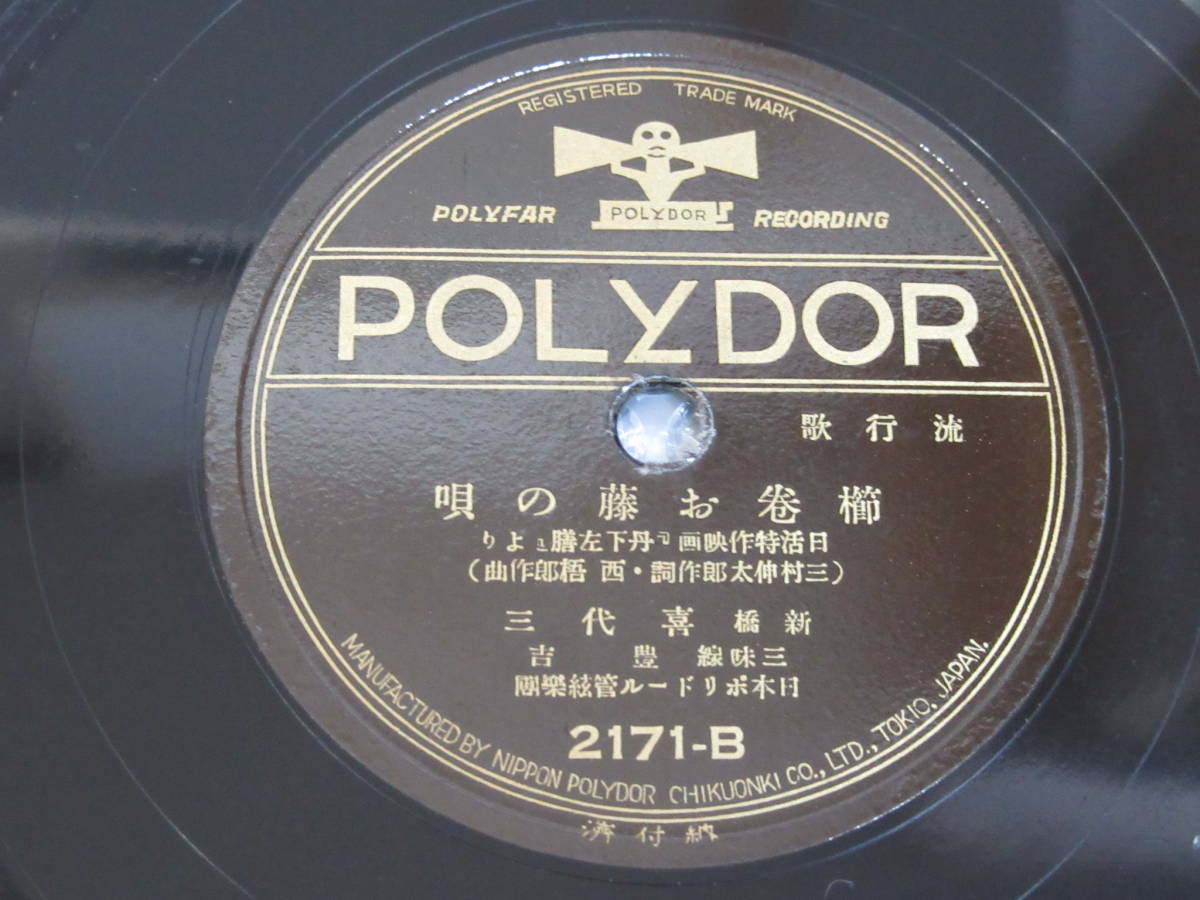 REGISTERED TRADE MARK
POLYDOR
POLYFAR RECORDING
POLYDOR
流行歌
櫛巻お藤の唄
日活特作映画『丹下左膳』より
(三村伸太郎作詞・西 梧郎作曲)
新橋 喜代三
三味線 豊吉
日本ポリドール管絃樂團
2171-B
MANUFACTURED BY NIPPON POLYDOR CHIKUONKI CO., LTD., TOKIO, JAPAN.
納付濟